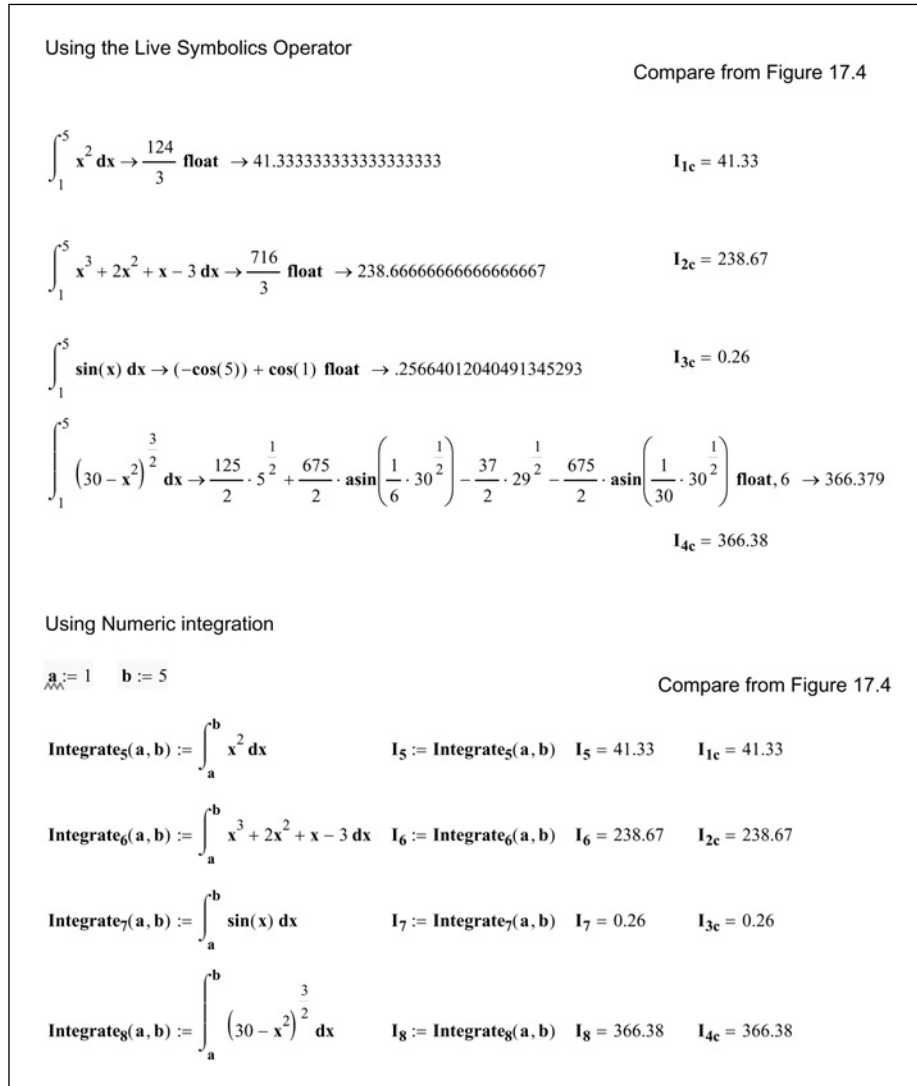 Using the Live Symbolics Operator
Compare from Figure 17.4
∫₁⁵ x² dx → 124/3 float → 41.333333333333333333 I₁c = 41.33
∫₁⁵ x³ + 2x² + x − 3 dx → 716/3 float → 238.66666666666666667 I₂c = 238.67
∫₁⁵ sin(x) dx → (−cos(5)) + cos(1) float → .25664012040491345293 I₃c = 0.26
∫₁⁵ (30 − x²)^(3/2) dx → 125/2 · 5^(1/2) + 675/2 · asin(1/6 · 30^(1/2)) − 37/2 · 29^(1/2) − 675/2 · asin(1/30 · 30^(1/2)) float, 6 → 366.379
I₄c = 366.38
Using Numeric integration
a := 1 b := 5
Compare from Figure 17.4
Integrate₅(a, b) := ∫ₐᵇ x² dx I₅ := Integrate₅(a, b) I₅ = 41.33 I₁c = 41.33
Integrate₆(a, b) := ∫ₐᵇ x³ + 2x² + x − 3 dx I₆ := Integrate₆(a, b) I₆ = 238.67 I₂c = 238.67
Integrate₇(a, b) := ∫ₐᵇ sin(x) dx I₇ := Integrate₇(a, b) I₇ = 0.26 I₃c = 0.26
Integrate₈(a, b) := ∫ₐᵇ (30 − x²)^(3/2) dx I₈ := Integrate₈(a, b) I₈ = 366.38 I₄c = 366.38